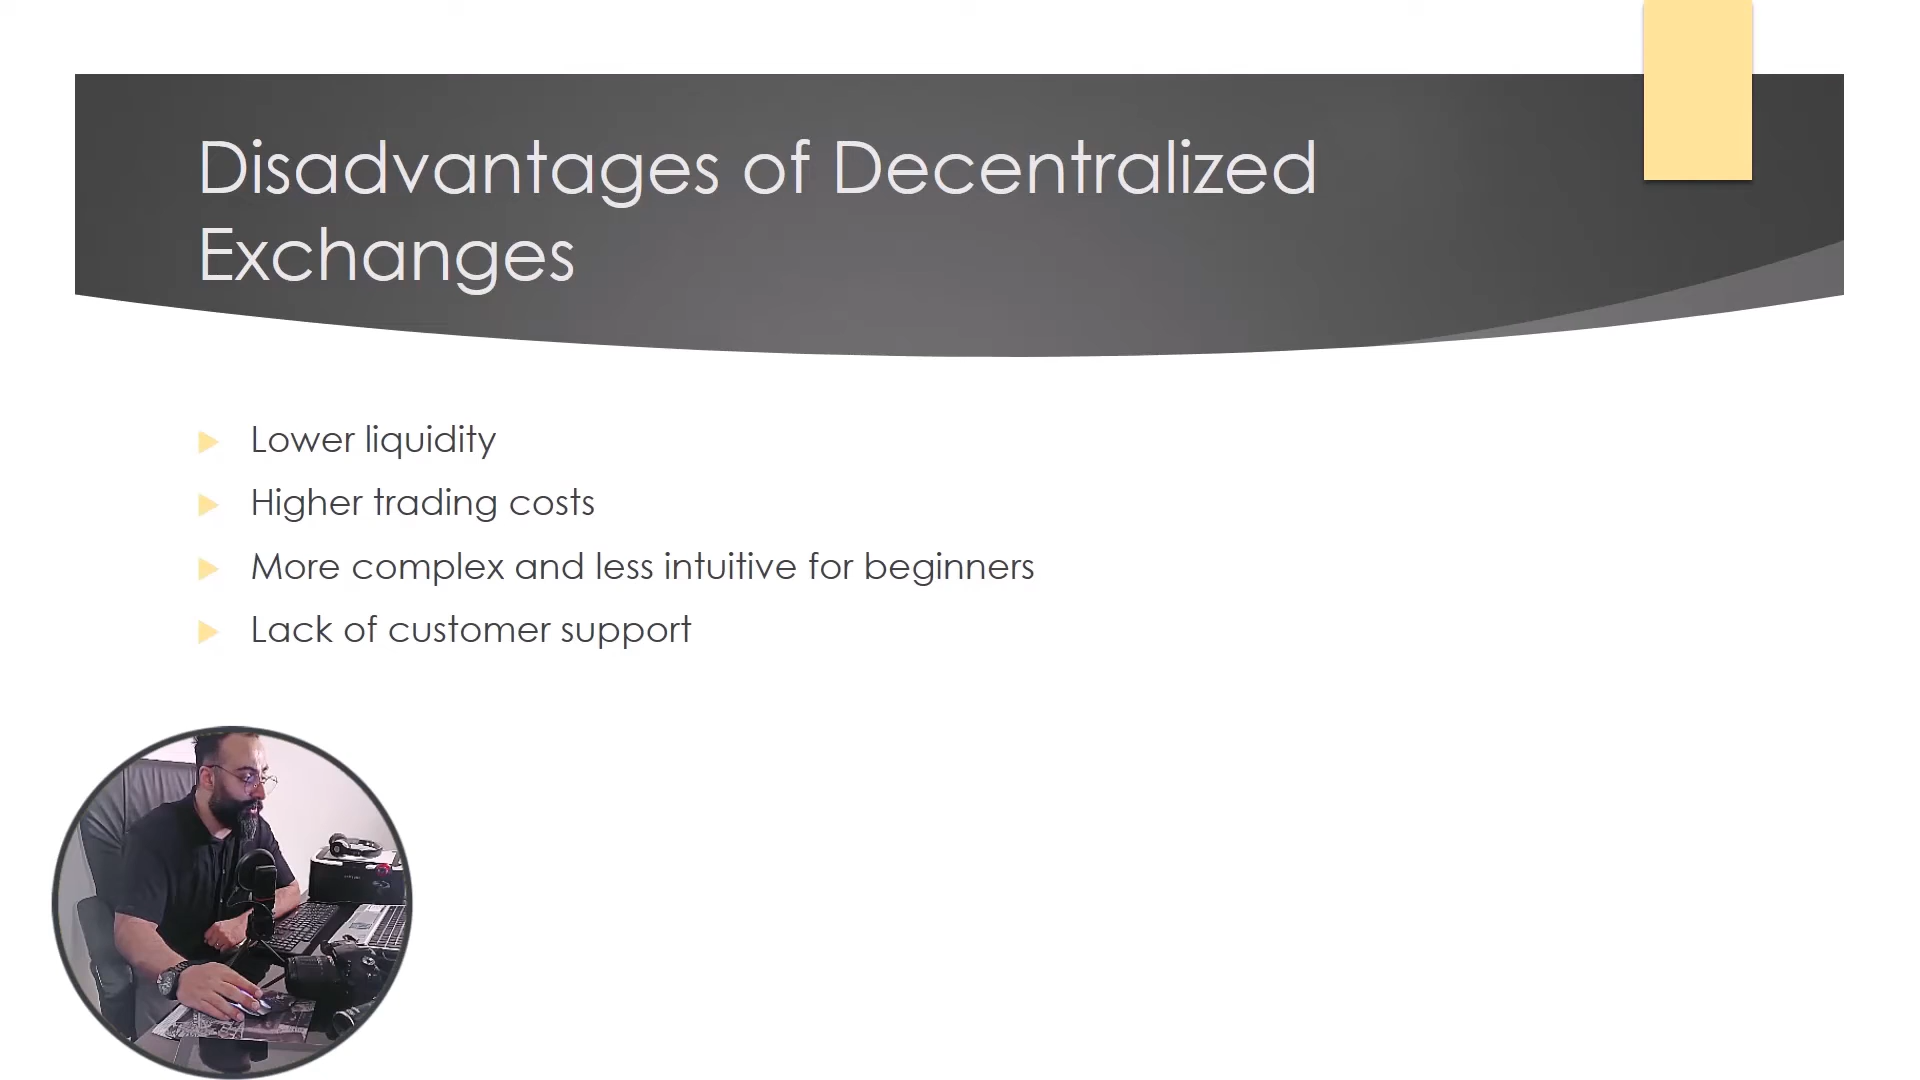 Disadvantages of Decentralized
Exchanges
Lower liquidity
Higher trading costs
More complex and less intuitive for beginners
Lack of customer support